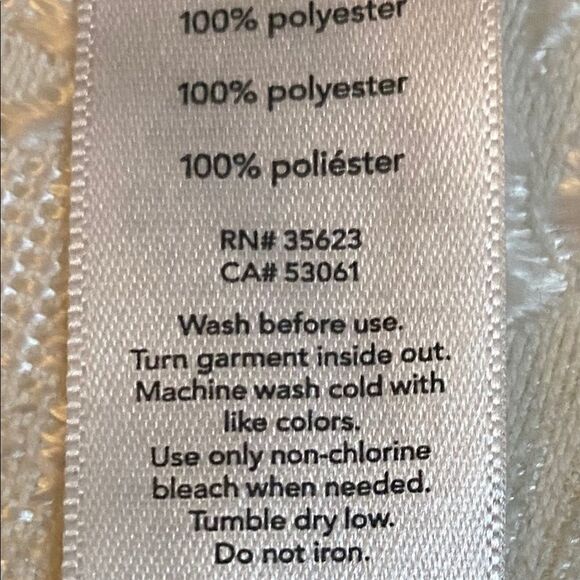 100% polyester
100% polyester
100% poliéster
RN# 35623
CA# 53061
Wash before use.
Turn garment inside out.
Machine wash cold with
like colors.
Use only non-chlorine
bleach when needed.
Tumble dry low.
Do not iron.